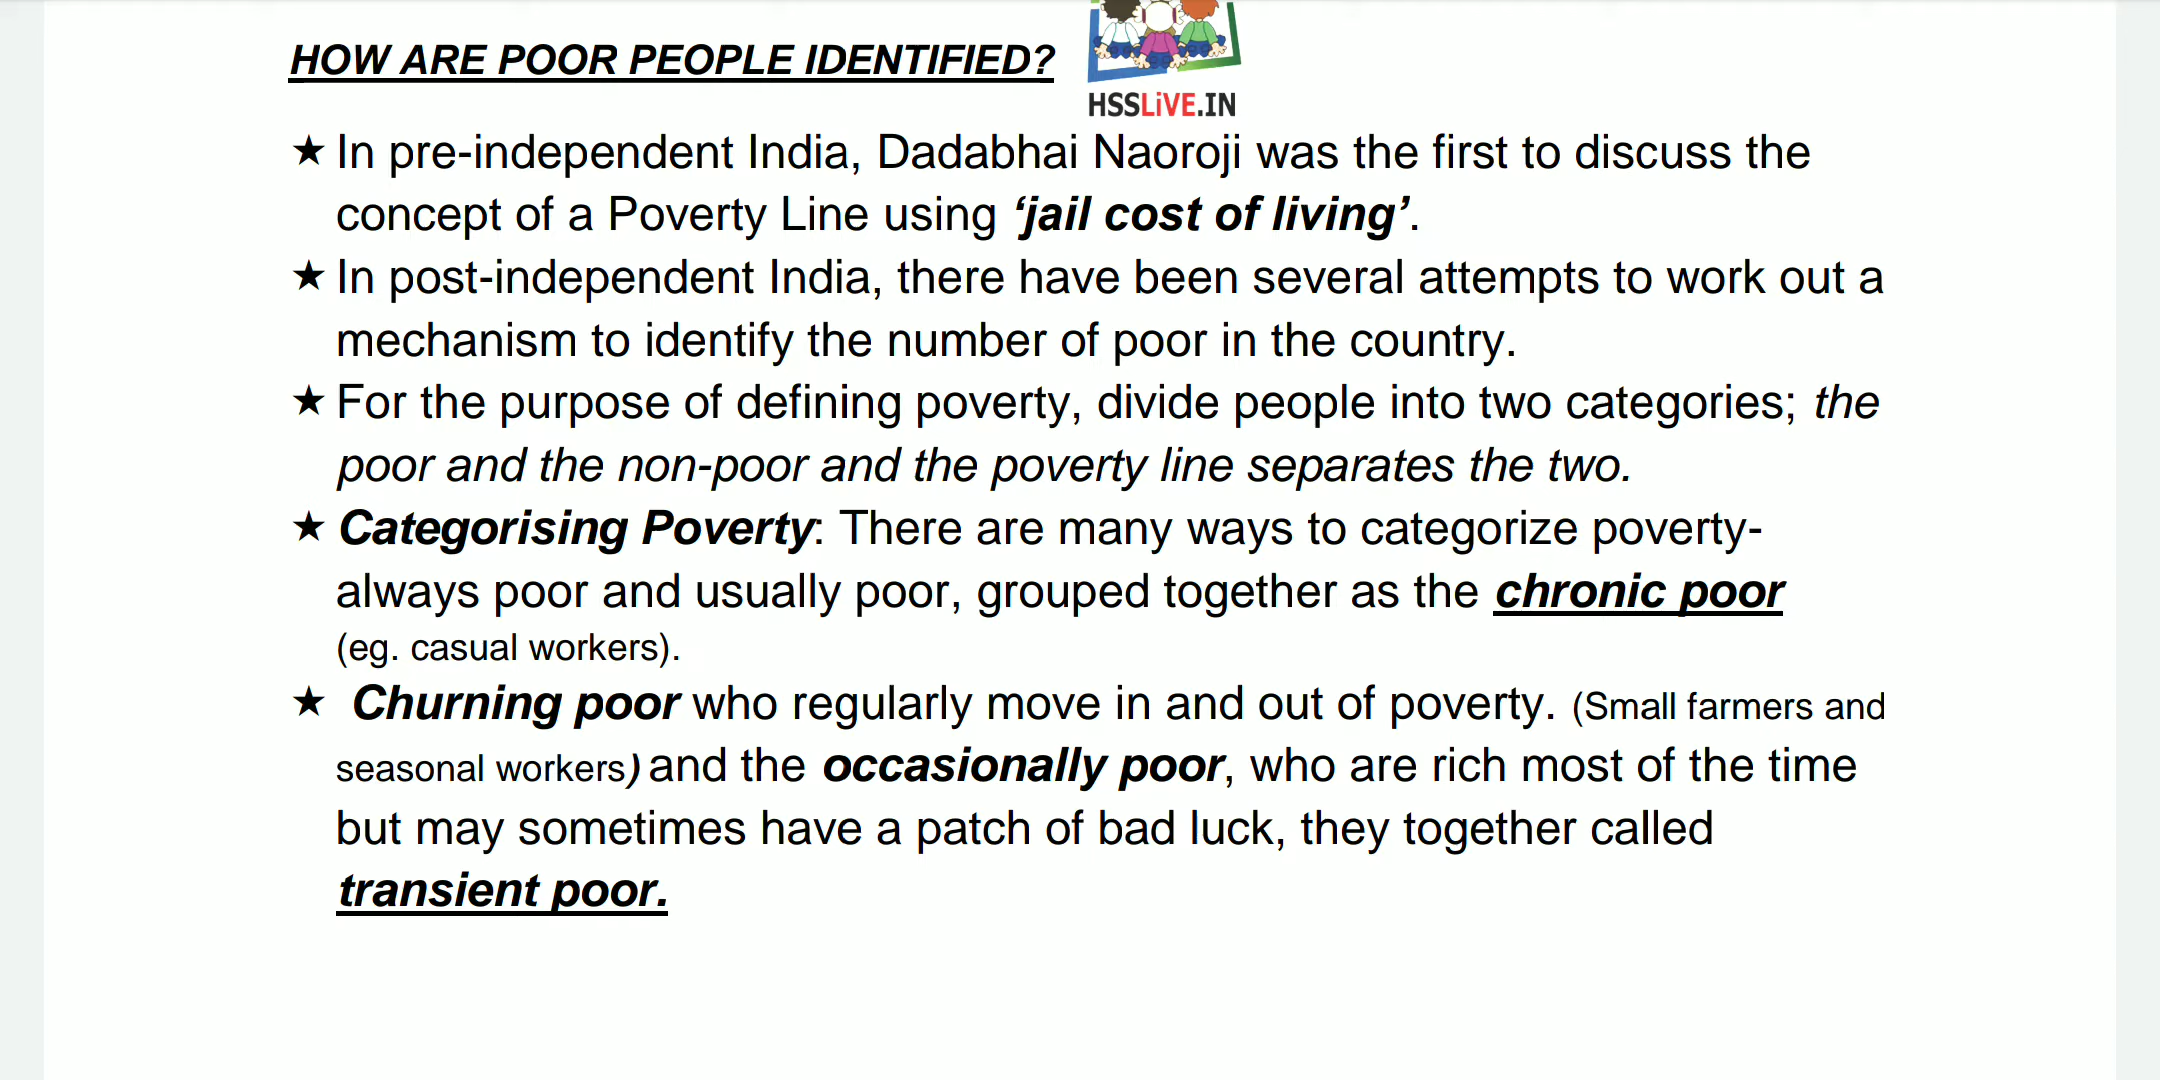 HOW ARE POOR PEOPLE IDENTIFIED?
HSSLiVE.IN
★ In pre-independent India, Dadabhai Naoroji was the first to discuss the
concept of a Poverty Line using ‘jail cost of living’.
★ In post-independent India, there have been several attempts to work out a
mechanism to identify the number of poor in the country.
★ For the purpose of defining poverty, divide people into two categories; the
poor and the non-poor and the poverty line separates the two.
★ Categorising Poverty: There are many ways to categorize poverty-
always poor and usually poor, grouped together as the chronic poor
(eg. casual workers).
★ Churning poor who regularly move in and out of poverty. (Small farmers and
seasonal workers) and the occasionally poor, who are rich most of the time
but may sometimes have a patch of bad luck, they together called
transient poor.